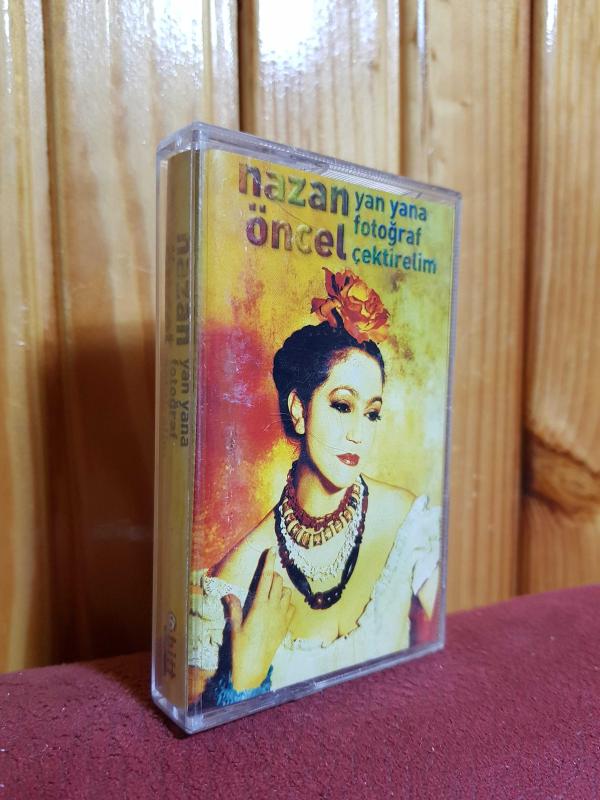 nazan
öncel
yan yana
fotoğraf
çektirelim
nazan
yan yana
fotoğraf